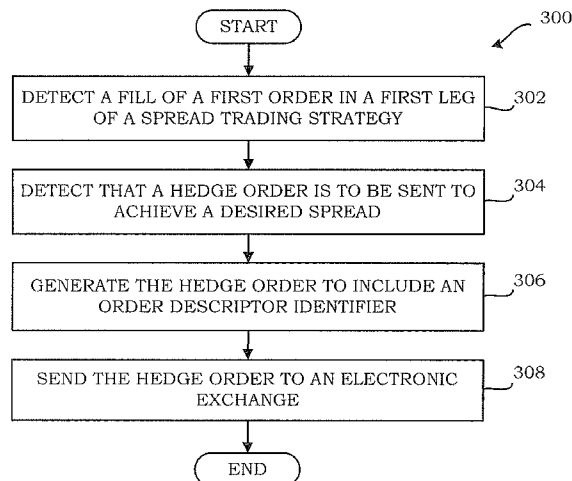 START
300
DETECT A FILL OF A FIRST ORDER IN A FIRST LEG
OF A SPREAD TRADING STRATEGY
302
DETECT THAT A HEDGE ORDER IS TO BE SENT TO
ACHIEVE A DESIRED SPREAD
304
GENERATE THE HEDGE ORDER TO INCLUDE AN
ORDER DESCRIPTOR IDENTIFIER
306
SEND THE HEDGE ORDER TO AN ELECTRONIC
EXCHANGE
308
END